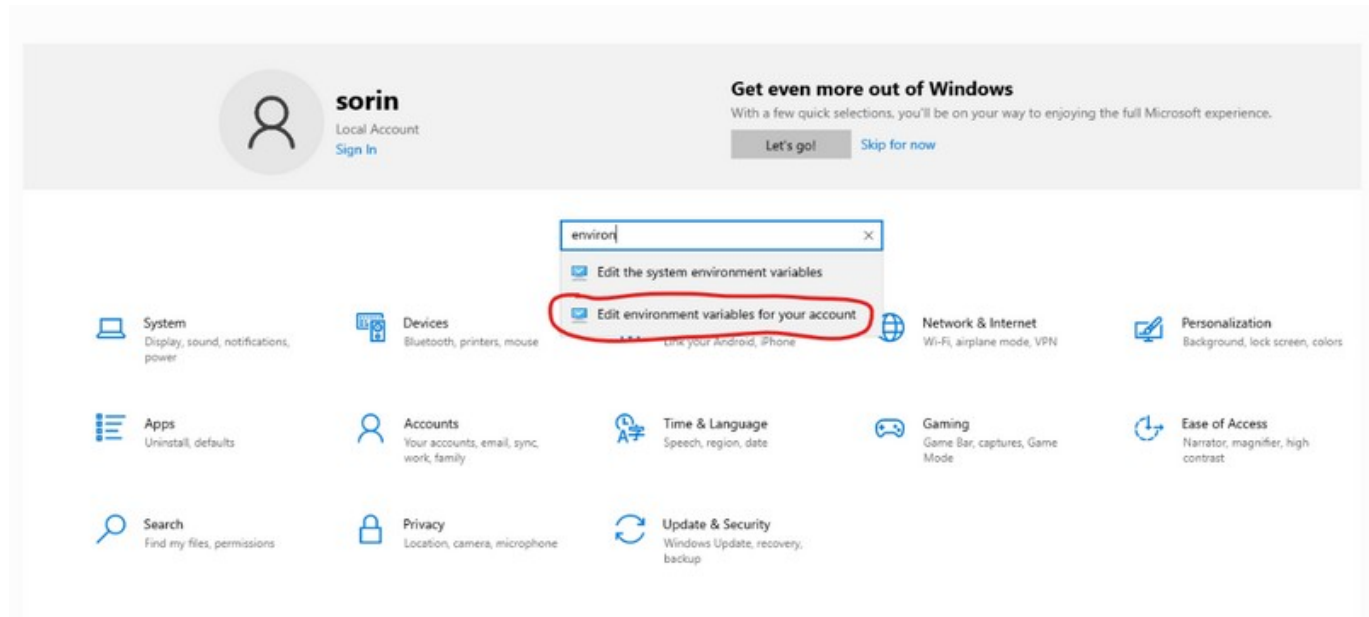 sorin
Local Account
Sign In
Get even more out of Windows
With a few quick selections, you'll be on your way to enjoying the full Microsoft experience.
Let's go!
Skip for now
environ
Edit the system environment variables
Edit environment variables for your account
System
Display, sound, notifications,
power
Devices
Bluetooth, printers, mouse
Link your Android, iPhone
Network & Internet
Wi-Fi, airplane mode, VPN
Personalization
Background, lock screen, colors
Apps
Uninstall, defaults
Accounts
Your accounts, email, sync,
work, family
Time & Language
Speech, region, date
Gaming
Game Bar, captures, Game
Mode
Ease of Access
Narrator, magnifier, high
contrast
Search
Find my files, permissions
Privacy
Location, camera, microphone
Update & Security
Windows Update, recovery,
backup